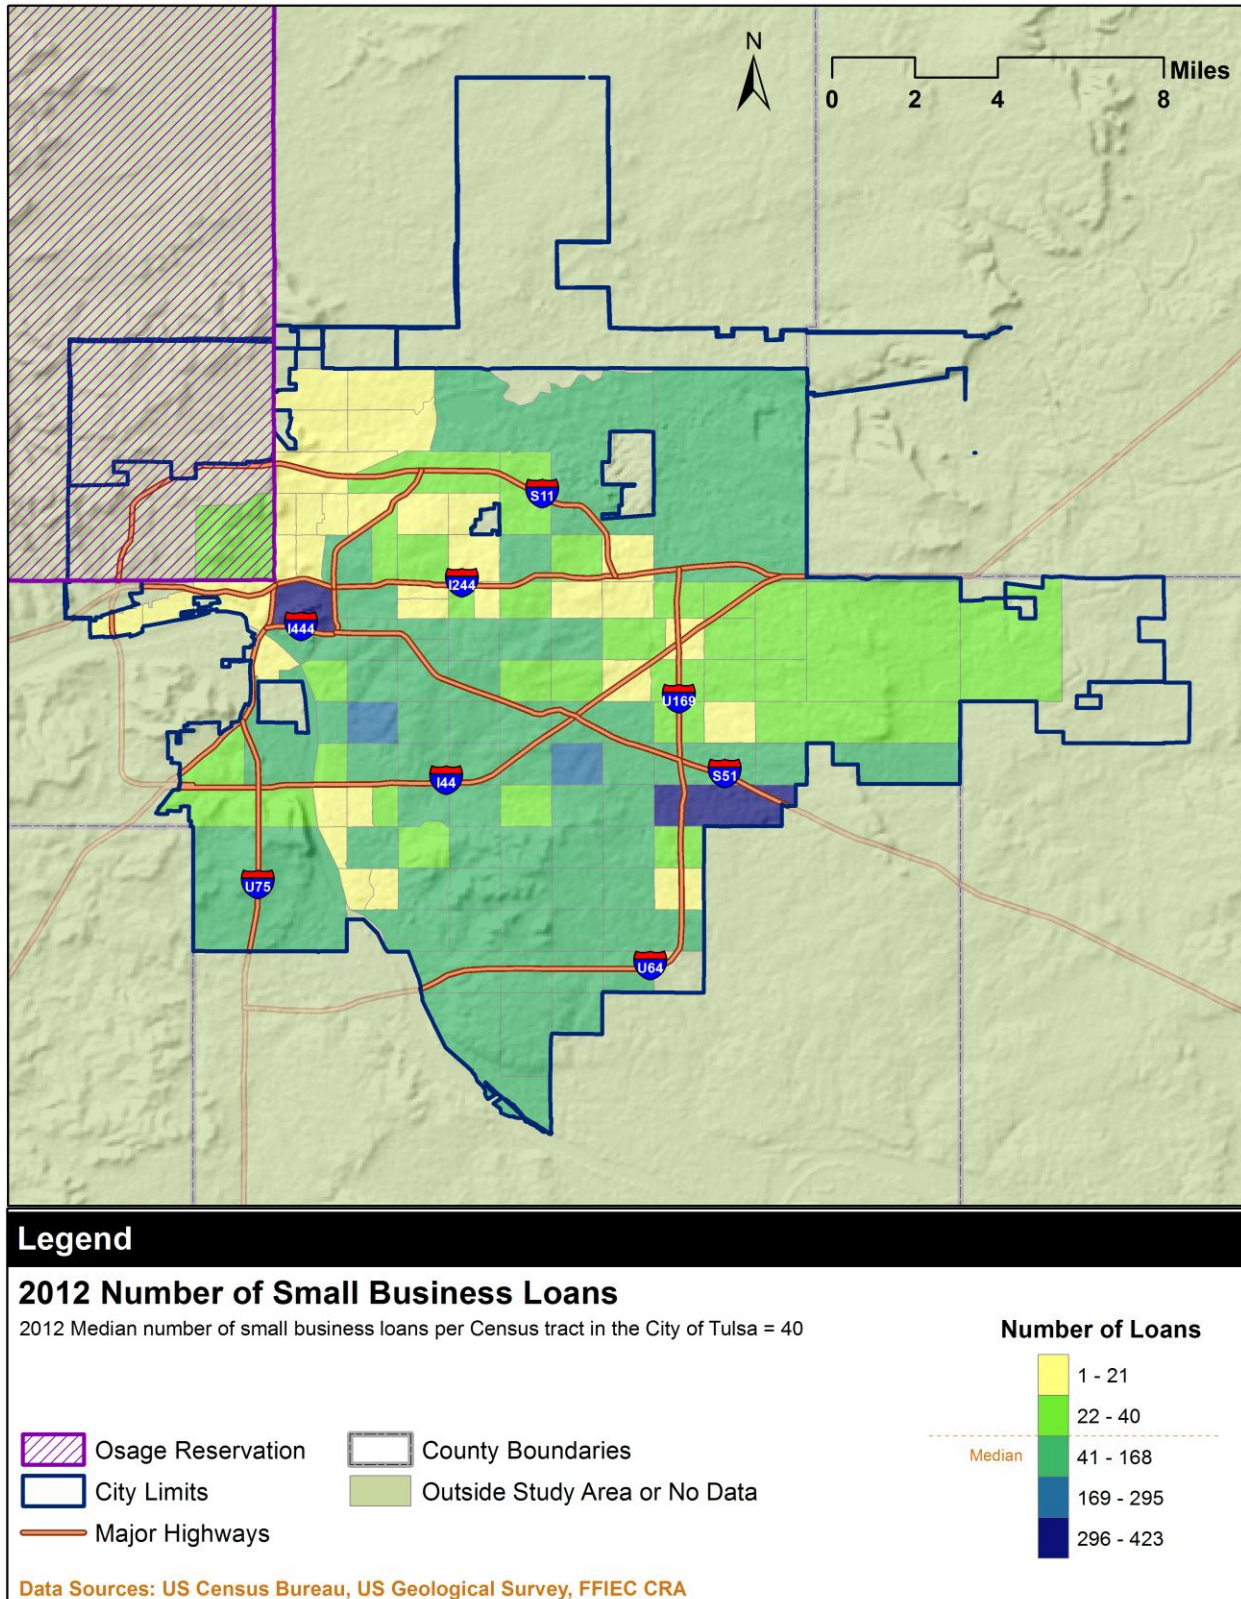 N
Miles
0 2 4 8
S11
I244
I444
U169
S51
I44
U75
U64
Legend
2012 Number of Small Business Loans
2012 Median number of small business loans per Census tract in the City of Tulsa = 40
Number of Loans
1 - 21
22 - 40
Median
41 - 168
169 - 295
296 - 423
Osage Reservation
County Boundaries
City Limits
Outside Study Area or No Data
Major Highways
Data Sources: US Census Bureau, US Geological Survey, FFIEC CRA